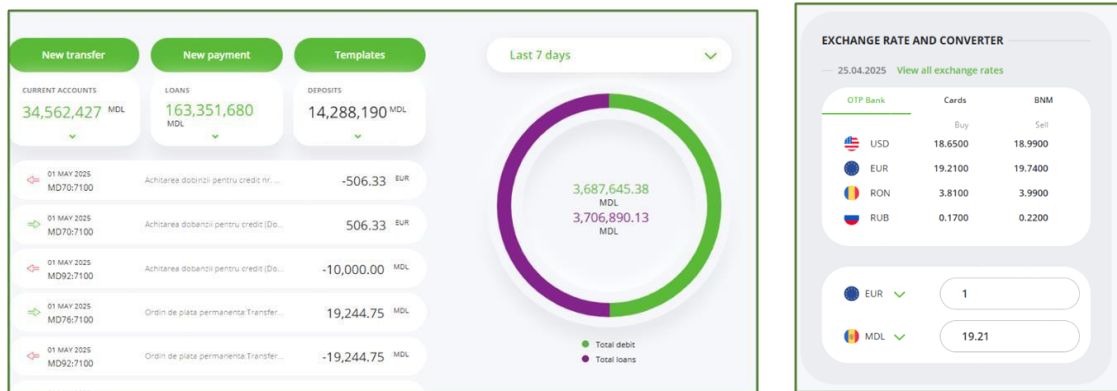 New transfer
New payment
Templates
CURRENT ACCOUNTS
34,562,427 MDL
LOANS
163,351,680
MDL
DEPOSITS
14,288,190 MDL
01 MAY 2025
MD70:7100
Achitarea dobinzii pentru credit nr. ...
-506.33 EUR
01 MAY 2025
MD70:7100
Achitarea dobanzii pentru credit (Do...
506.33 EUR
01 MAY 2025
MD92:7100
Achitarea dobanzii pentru credit (Do...
-10,000.00 MDL
01 MAY 2025
MD76:7100
Ordin de plata permanenta:Transfer...
19,244.75 MDL
01 MAY 2025
MD92:7100
Ordin de plata permanenta:Transfer...
-19,244.75 MDL
Last 7 days
3,687,645.38
MDL
3,706,890.13
MDL
Total debit
Total loans
EXCHANGE RATE AND CONVERTER
25.04.2025 View all exchange rates
OTP Bank Cards BNM
Buy Sell
USD 18.6500 18.9900
EUR 19.2100 19.7400
RON 3.8100 3.9900
RUB 0.1700 0.2200
EUR 1
MDL 19.21